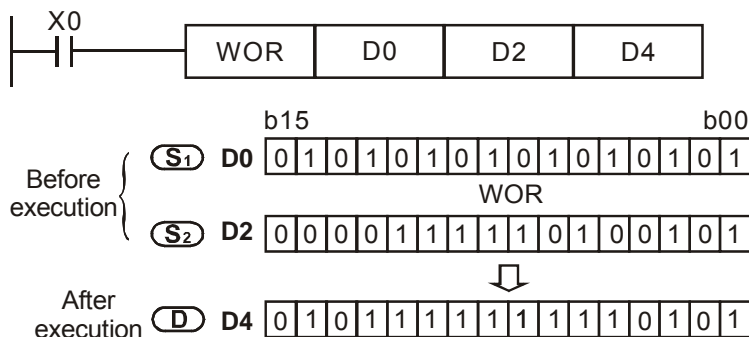 X0
WOR D0 D2 D4
b15 b00
S1 D0 0 1 0 1 0 1 0 1 0 1 0 1 0 1 0 1
Before
execution
WOR
S2 D2 0 0 0 0 1 1 1 1 1 0 1 0 0 1 0 1
After
execution
D D4 0 1 0 1 1 1 1 1 1 1 1 1 0 1 0 1